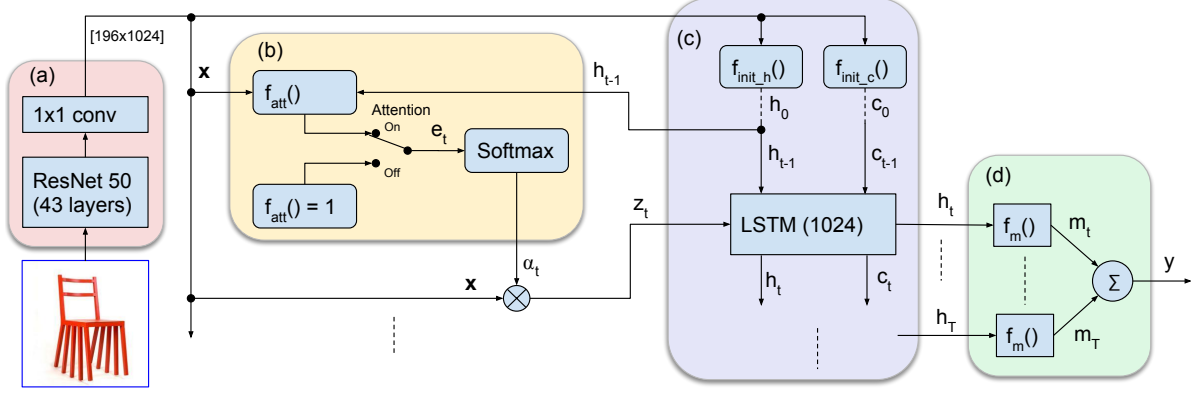 [196x1024]
(a)
1x1 conv
ResNet 50
(43 layers)
x
(b)
f_att()
Attention
On
Off
e_t
Softmax
f_att() = 1
α_t
x
h_t-1
z_t
(c)
f_init_h()
f_init_c()
h_0
c_0
h_t-1
c_t-1
LSTM (1024)
h_t
c_t
h_t
h_T
(d)
f_m()
m_t
Σ
y
f_m()
m_T